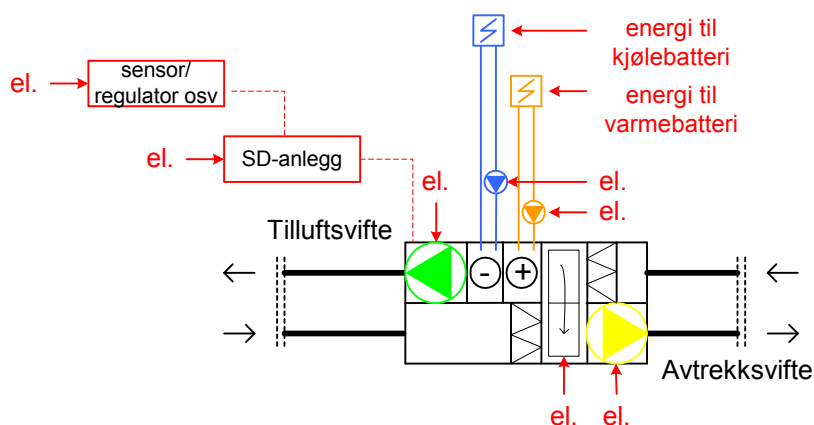 energi til
kjølebatteri
sensor/
regulator osv
el.
energi til
varmebatteri
el.
SD-anlegg
el.
el.
el.
Tilluftsvifte
-
+
Avtrekksvifte
el.
el.